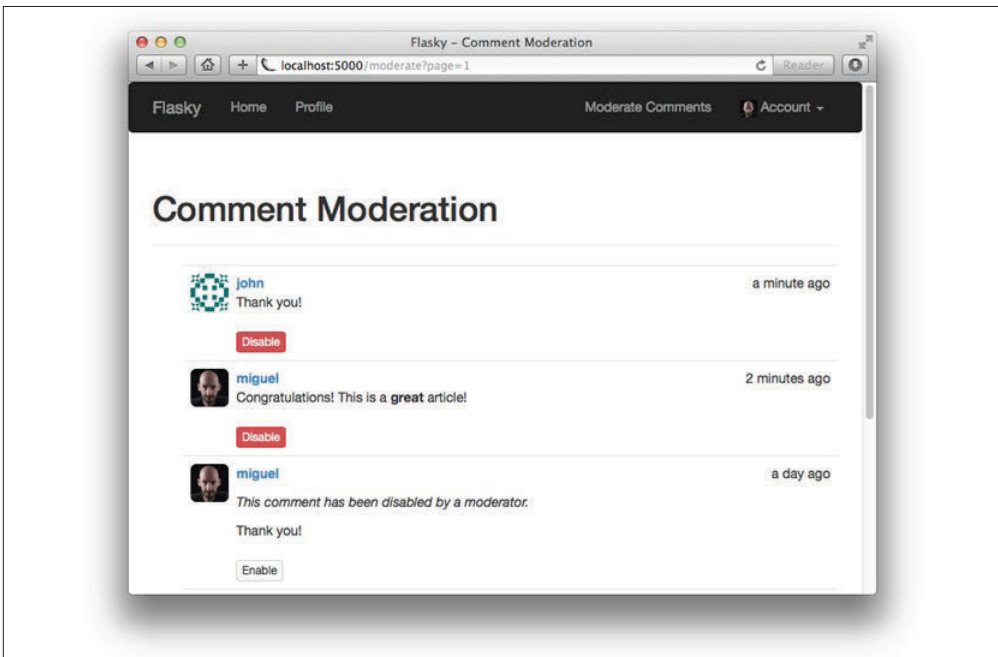 Flasky – Comment Moderation
localhost:5000/moderate?page=1
Reader
Flasky Home Profile Moderate Comments Account
Comment Moderation
john a minute ago
Thank you!
Disable
miguel 2 minutes ago
Congratulations! This is a great article!
Disable
miguel a day ago
This comment has been disabled by a moderator.
Thank you!
Enable